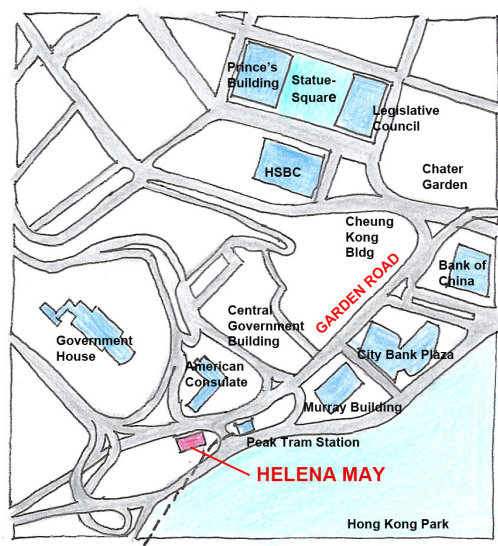 Prince's
Building
Statue-
Square
Legislative
Council
HSBC
Chater
Garden
Cheung
Kong
Bldg
GARDEN ROAD
Bank of
China
Government
House
Central
Government
Building
City Bank Plaza
American
Consulate
Murray Building
Peak Tram Station
HELENA MAY
Hong Kong Park